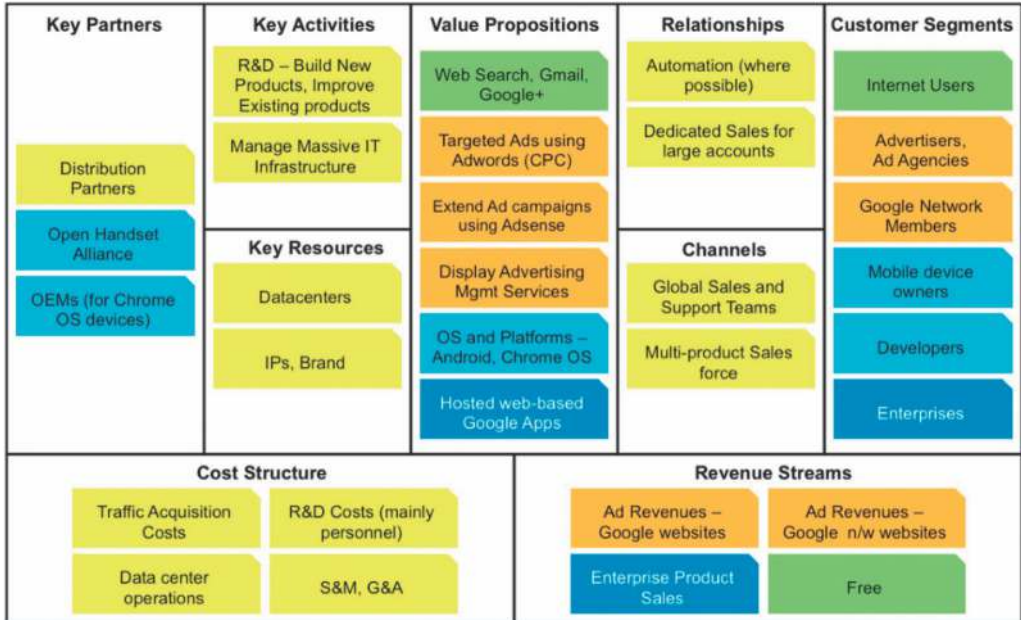 Key Partners
Distribution
Partners
Open Handset
Alliance
OEMs (for Chrome
OS devices)
Key Activities
R&D – Build New
Products, Improve
Existing products
Manage Massive IT
Infrastructure
Key Resources
Datacenters
IPs, Brand
Value Propositions
Web Search, Gmail,
Google+
Targeted Ads using
Adwords (CPC)
Extend Ad campaigns
using Adsense
Display Advertising
Mgmt Services
OS and Platforms –
Android, Chrome OS
Hosted web-based
Google Apps
Relationships
Automation (where
possible)
Dedicated Sales for
large accounts
Channels
Global Sales and
Support Teams
Multi-product Sales
force
Customer Segments
Internet Users
Advertisers,
Ad Agencies
Google Network
Members
Mobile device
owners
Developers
Enterprises
Cost Structure
Traffic Acquisition
Costs
R&D Costs (mainly
personnel)
Data center
operations
S&M, G&A
Revenue Streams
Ad Revenues –
Google websites
Ad Revenues –
Google n/w websites
Enterprise Product
Sales
Free